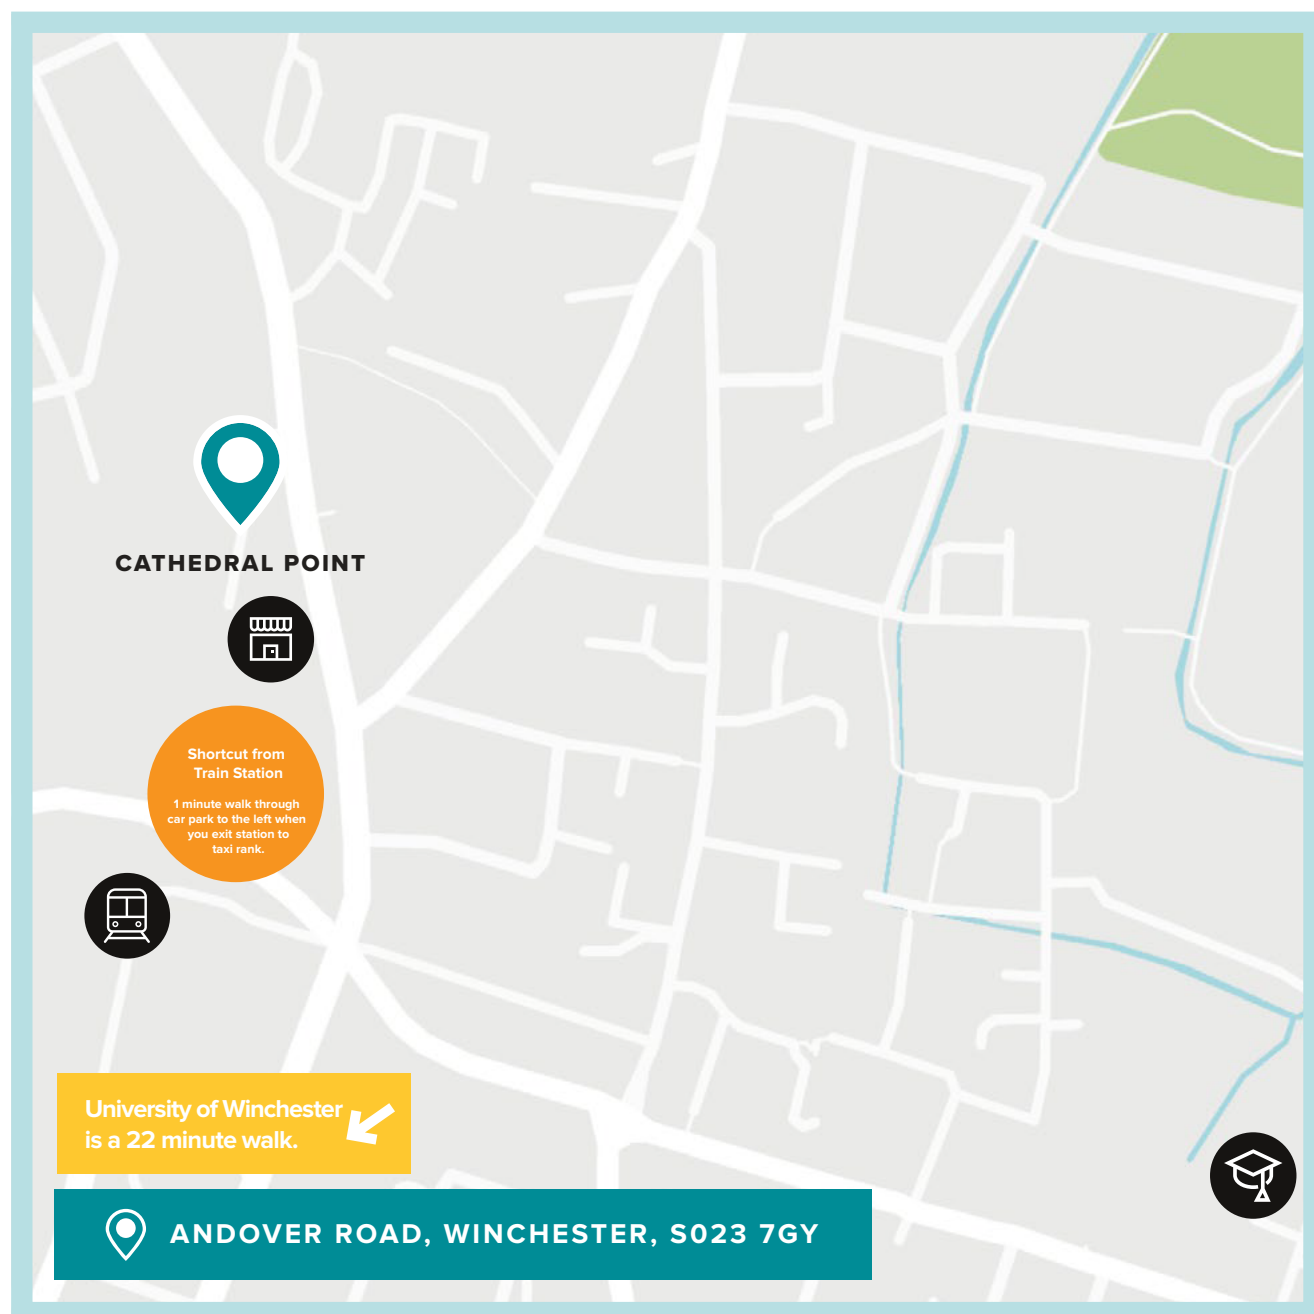 CATHEDRAL POINT
Shortcut from
Train Station
1 minute walk through
car park to the left when
you exit station to
taxi rank.
University of Winchester
is a 22 minute walk.
ANDOVER ROAD, WINCHESTER, S023 7GY